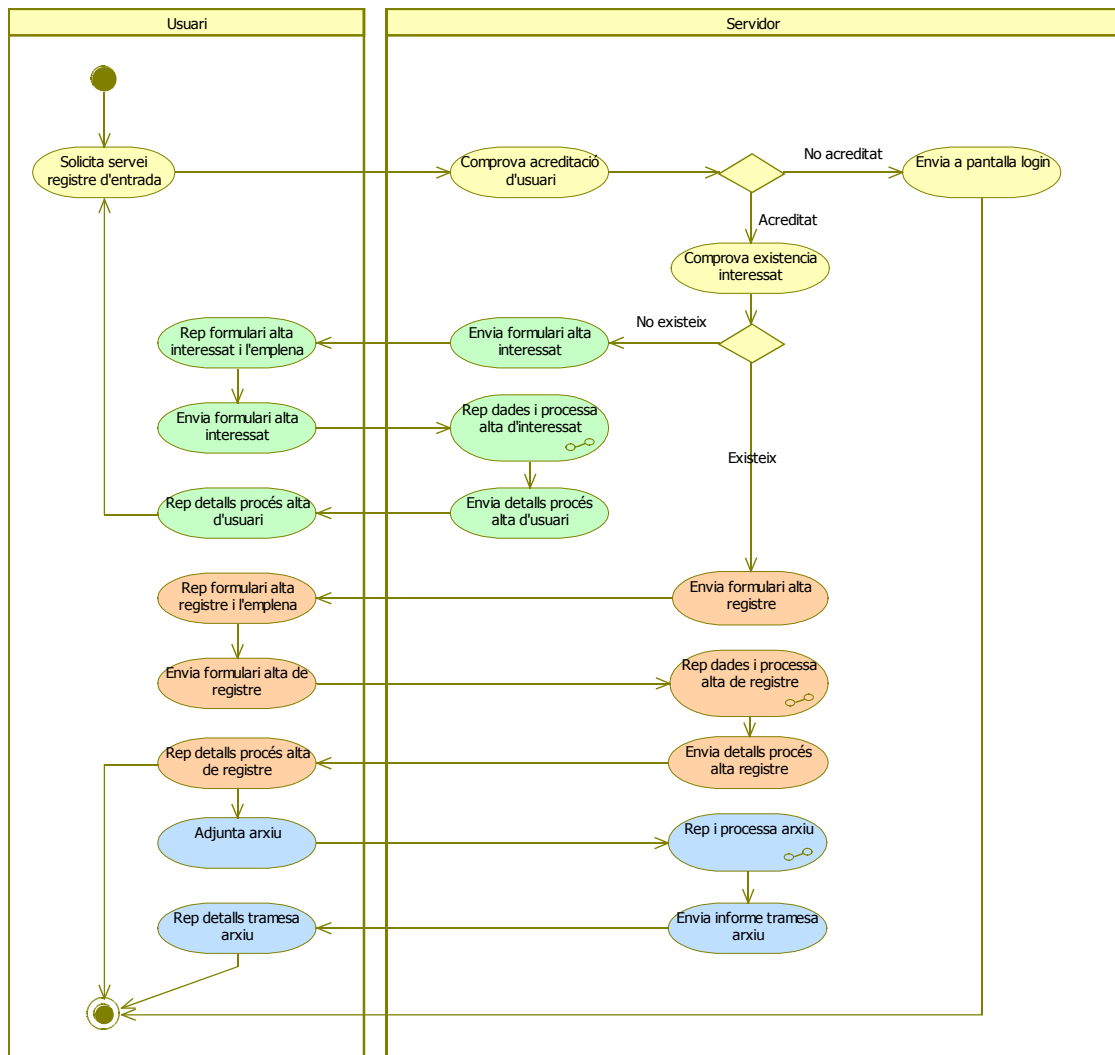 Usuari
Servidor
Solicita servei
registre d'entrada
Comprova acreditació
d'usuari
No acreditat
Envia a pantalla login
Acreditat
Comprova existencia
interessat
No existeix
Rep formulari alta
interessat i l'emplena
Envia formulari alta
interessat
Envia formulari alta
interessat
Rep dades i processa
alta d'interessat
Existeix
Rep detalls procés alta
d'usuari
Envia detalls procés
alta d'usuari
Rep formulari alta
registre i l'emplena
Envia formulari alta
registre
Envia formulari alta de
registre
Rep dades i processa
alta de registre
Rep detalls procés alta
de registre
Envia detalls procés
alta registre
Adjunta arxiu
Rep i processa arxiu
Rep detalls tramesa
arxiu
Envia informe tramesa
arxiu